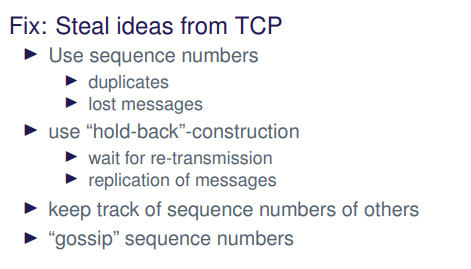 Fix: Steal ideas from TCP
Use sequence numbers
duplicates
lost messages
use “hold-back”-construction
wait for re-transmission
replication of messages
keep track of sequence numbers of others
“gossip” sequence numbers